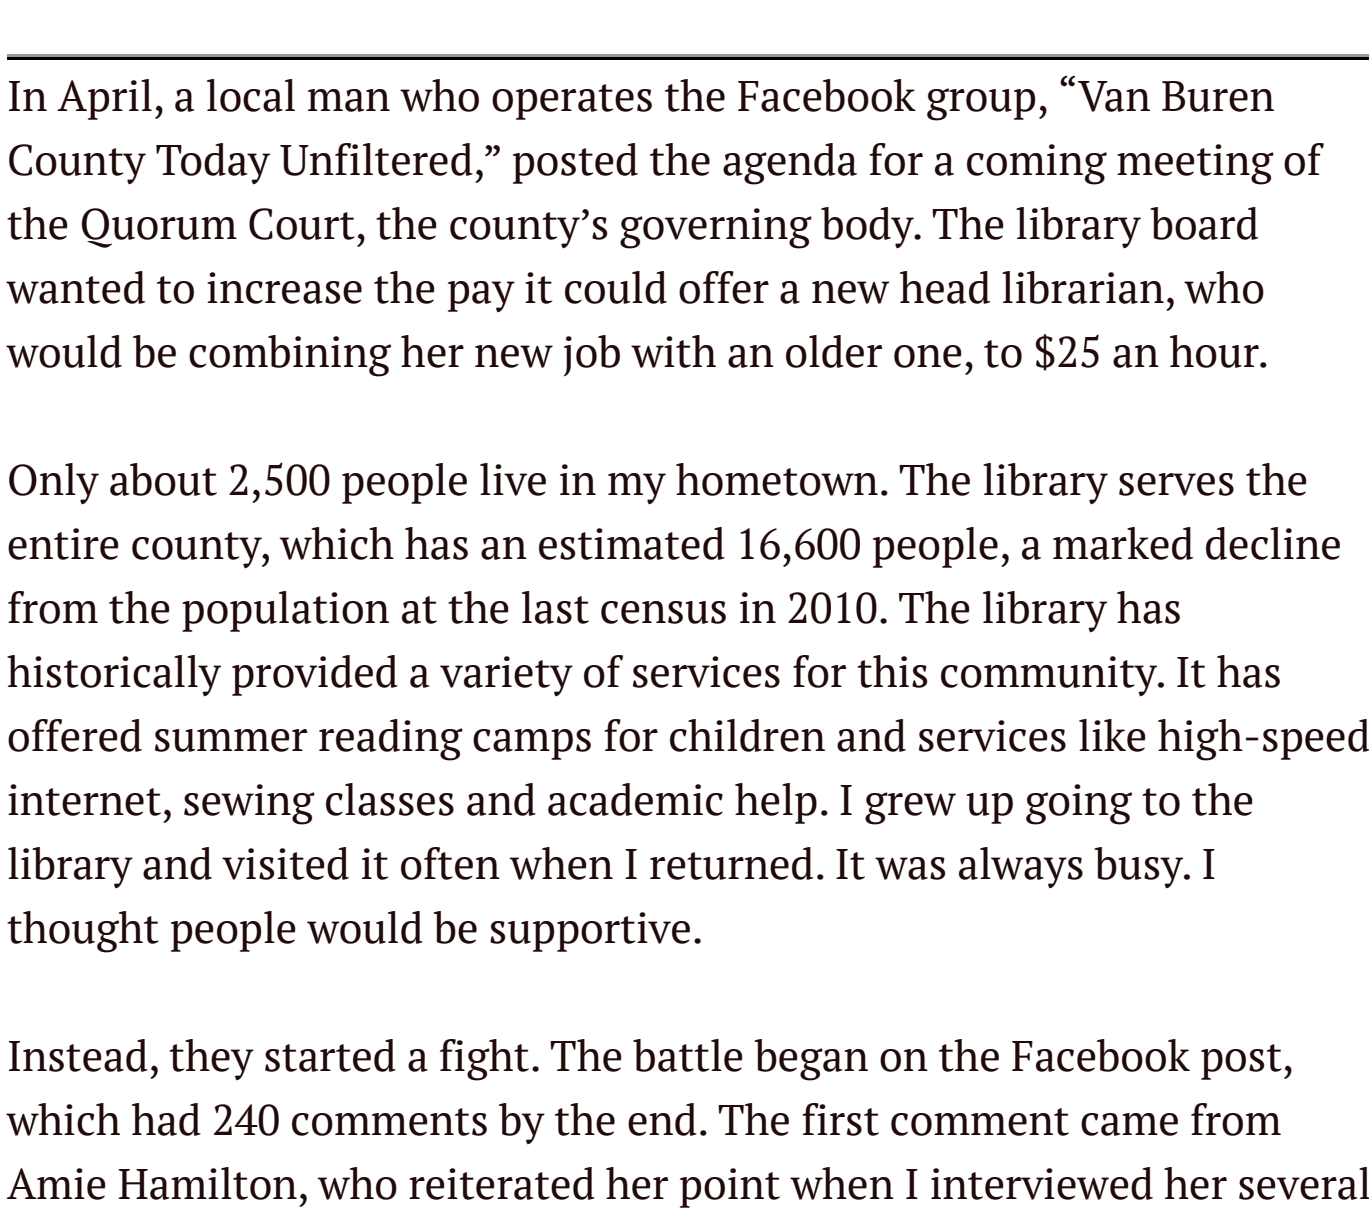 In April, a local man who operates the Facebook group, “Van Buren
County Today Unfiltered,” posted the agenda for a coming meeting of
the Quorum Court, the county’s governing body. The library board
wanted to increase the pay it could offer a new head librarian, who
would be combining her new job with an older one, to $25 an hour.
Only about 2,500 people live in my hometown. The library serves the
entire county, which has an estimated 16,600 people, a marked decline
from the population at the last census in 2010. The library has
historically provided a variety of services for this community. It has
offered summer reading camps for children and services like high-speed
internet, sewing classes and academic help. I grew up going to the
library and visited it often when I returned. It was always busy. I
thought people would be supportive.
Instead, they started a fight. The battle began on the Facebook post,
which had 240 comments by the end. The first comment came from
Amie Hamilton, who reiterated her point when I interviewed her several